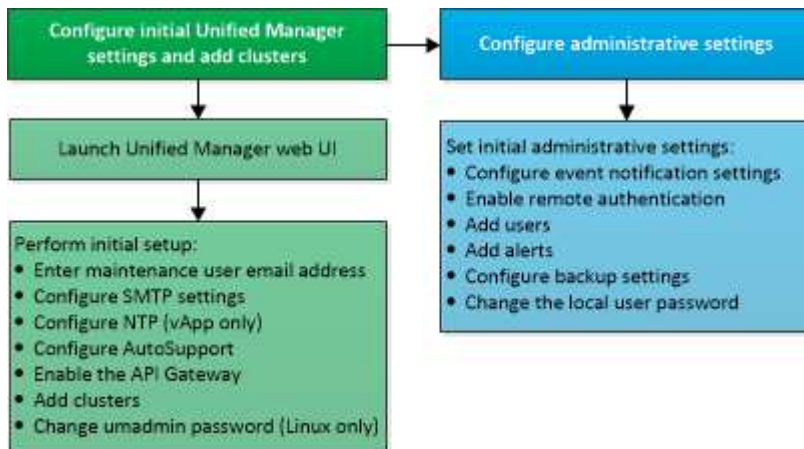 Configure initial Unified Manager
settings and add clusters
Configure administrative settings
Launch Unified Manager web UI
Perform initial setup:
• Enter maintenance user email address
• Configure SMTP settings
• Configure NTP (vApp only)
• Configure AutoSupport
• Enable the API Gateway
• Add clusters
• Change umadmin password (Linux only)
Set initial administrative settings:
• Configure event notification settings
• Enable remote authentication
• Add users
• Add alerts
• Configure backup settings
• Change the local user password